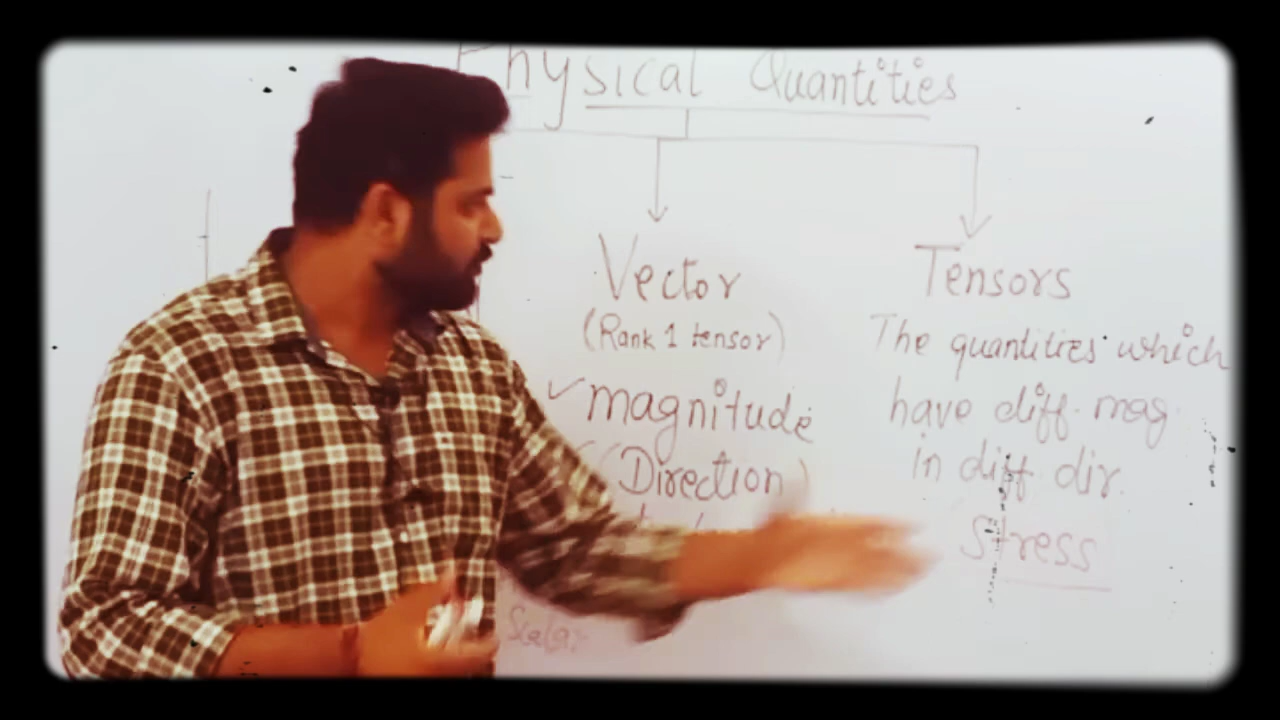 Physical Quantities
Vector
(Rank 1 tensor)
✓ magnitude
(Direction)
Tensors
The quantities which
have diff. mag
in diff. dir.
Stress
Scalar